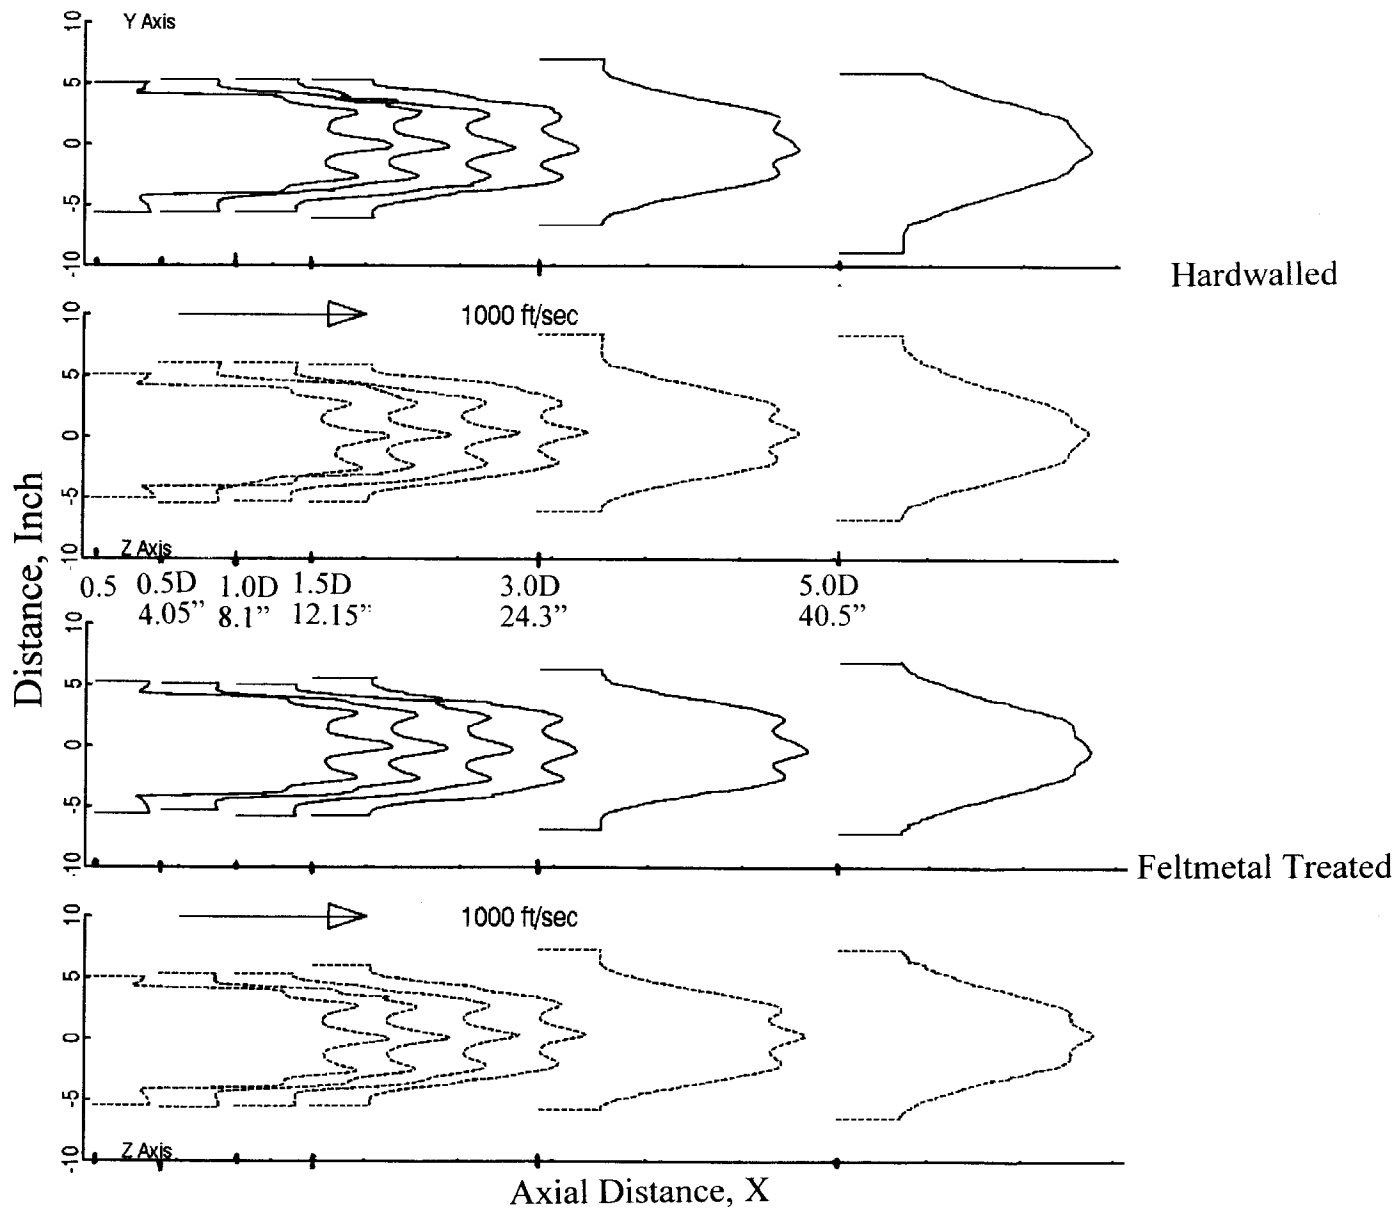 Y Axis
10
5
0
-5
-10
Hardwalled
1000 ft/sec
10
5
0
-5
10
Z Axis
0.5 0.5D 1.0D 1.5D 3.0D 5.0D
4.05” 8.1” 12.15” 24.3” 40.5”
Distance, Inch
10
5
0
-5
10
Feltmetal Treated
1000 ft/sec
10
5
0
-5
-10
Z Axis
Axial Distance, X